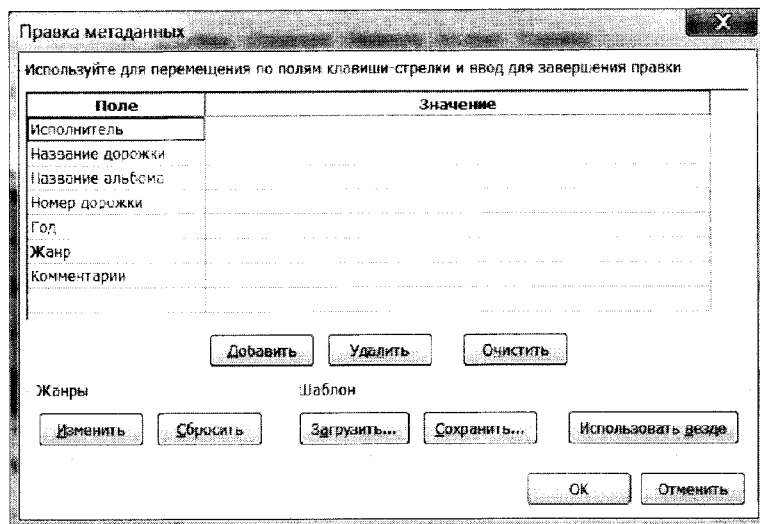 Правка метаданных
Используйте для перемещения по полям клавиши-стрелки и ввод для завершения правки
Поле Значение
Исполнитель
Название дорожки
Название альбома
Номер дорожки
Год
Жанр
Комментарии
Добавить Удалить Очистить
Жанры Шаблон
Изменить Сбросить Загрузить... Сохранить... Использовать везде
OK Отменить